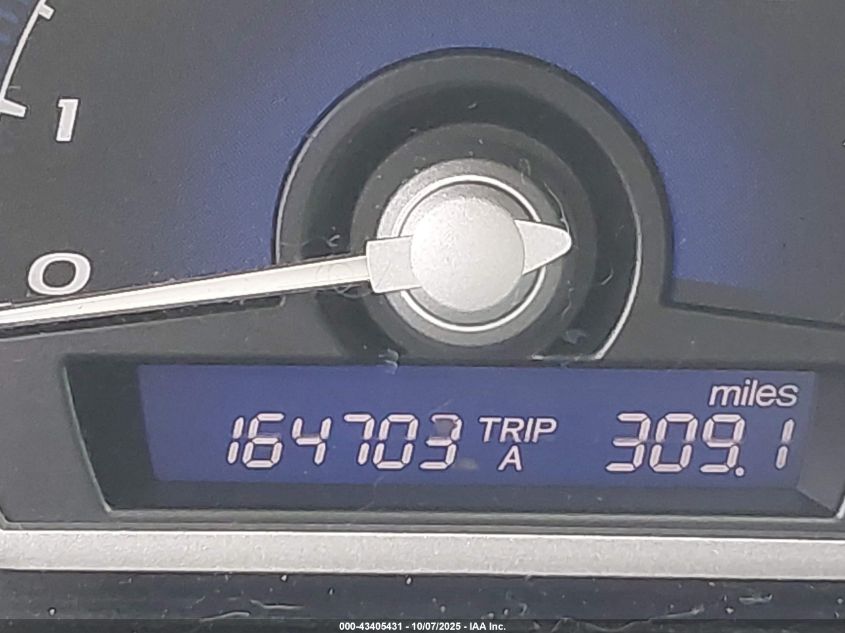 1
0
miles
164703 TRIP A 309.1
000-43405431 - 10/07/2025 - IAA Inc.